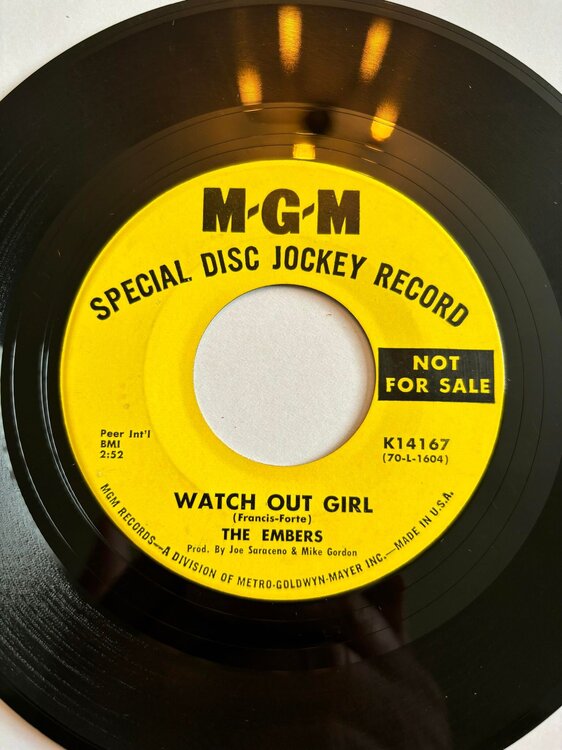 M-G-M
SPECIAL DISC JOCKEY RECORD
NOT
FOR SALE
Peer Int'l
BMI
2:52
K14167
(70-L-1604)
WATCH OUT GIRL
(Francis-Forte)
THE EMBERS
Prod. By Joe Saraceno & Mike Gordon
MGM RECORDS—A DIVISION OF METRO-GOLDWYN-MAYER INC.—MADE IN U.S.A.